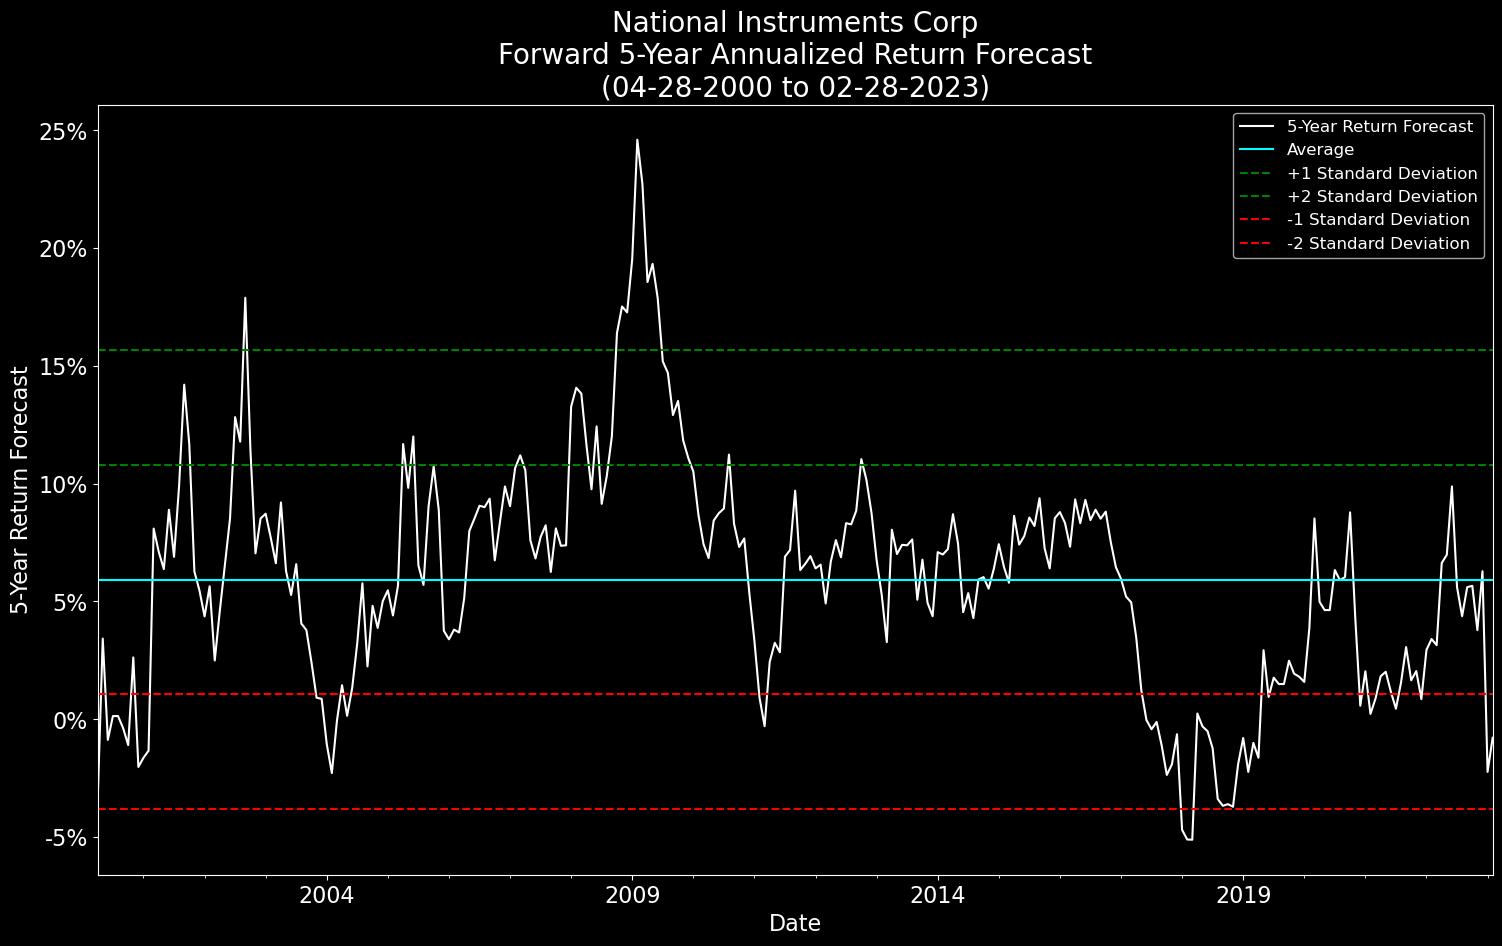 National Instruments Corp
Forward 5-Year Annualized Return Forecast
(04-28-2000 to 02-28-2023)
5-Year Return Forecast
Average
+1 Standard Deviation
+2 Standard Deviation
-1 Standard Deviation
-2 Standard Deviation
25%
20%
15%
10%
5%
0%
-5%
5-Year Return Forecast
2004 2009 2014 2019
Date